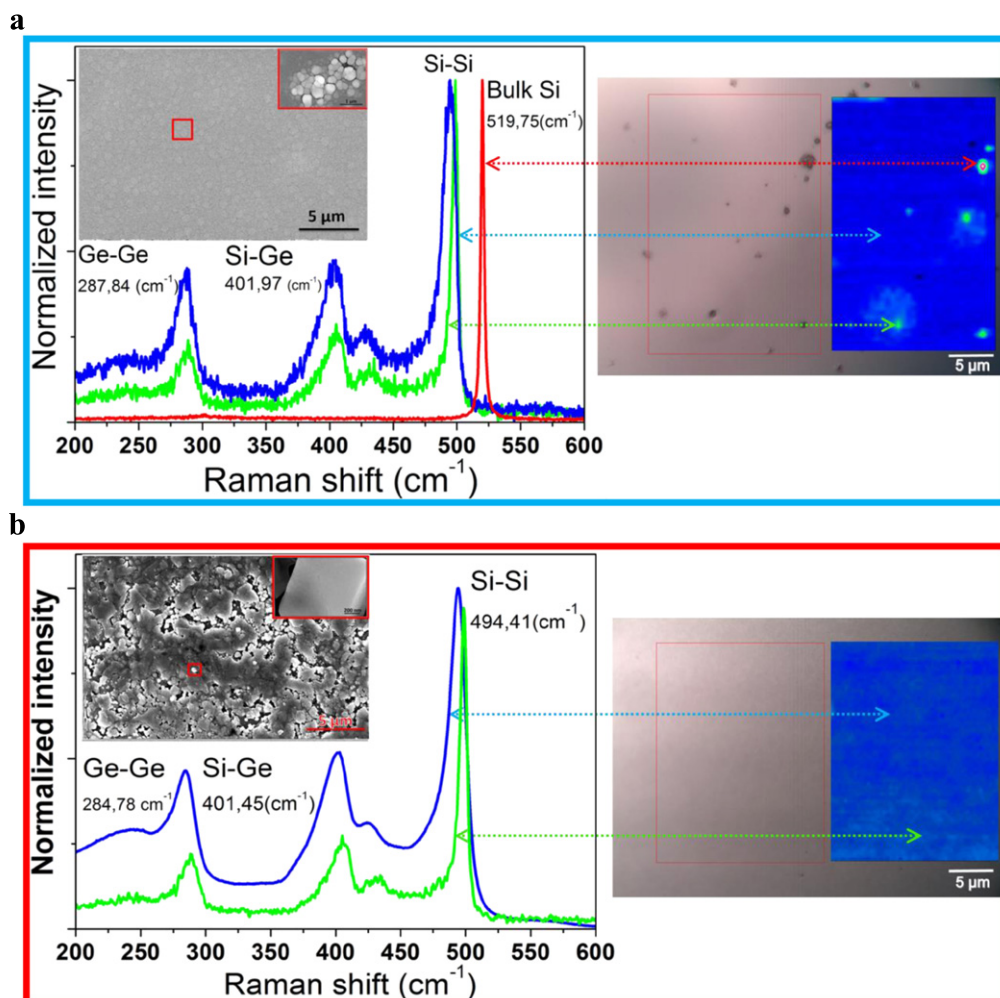 a
Normalized intensity
5 µm
Si-Si
Bulk Si
519,75(cm⁻¹)
Ge-Ge
287,84 (cm⁻¹)
Si-Ge
401,97 (cm⁻¹)
200 250 300 350 400 450 500 550 600
Raman shift (cm⁻¹)
5 µm
b
Normalized intensity
5 µm
Si-Si
494,41(cm⁻¹)
Ge-Ge
284,78 cm⁻¹
Si-Ge
401,45(cm⁻¹)
200 250 300 350 400 450 500 550 600
Raman shift (cm⁻¹)
5 µm